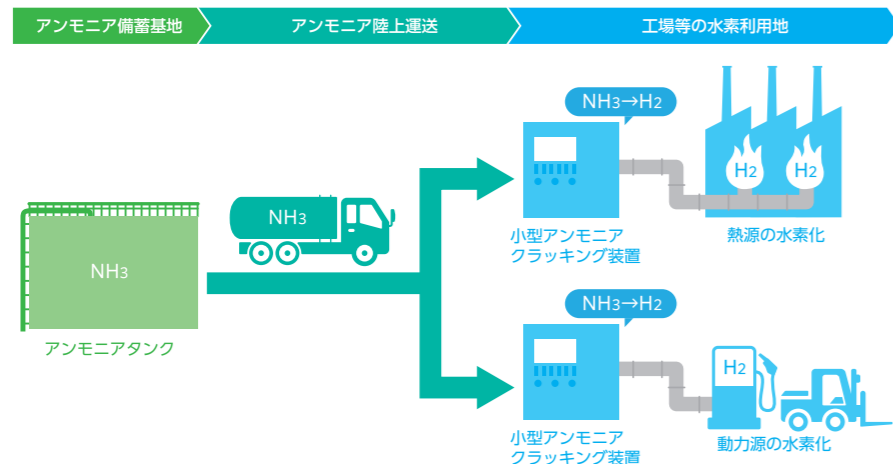 アンモニア備蓄基地
アンモニア陸上運送
工場等の水素利用地
NH3→H2
H2
H2
NH3
小型アンモニア
クラッキング装置
熱源の水素化
NH3
アンモニアタンク
NH3→H2
H2
小型アンモニア
クラッキング装置
動力源の水素化